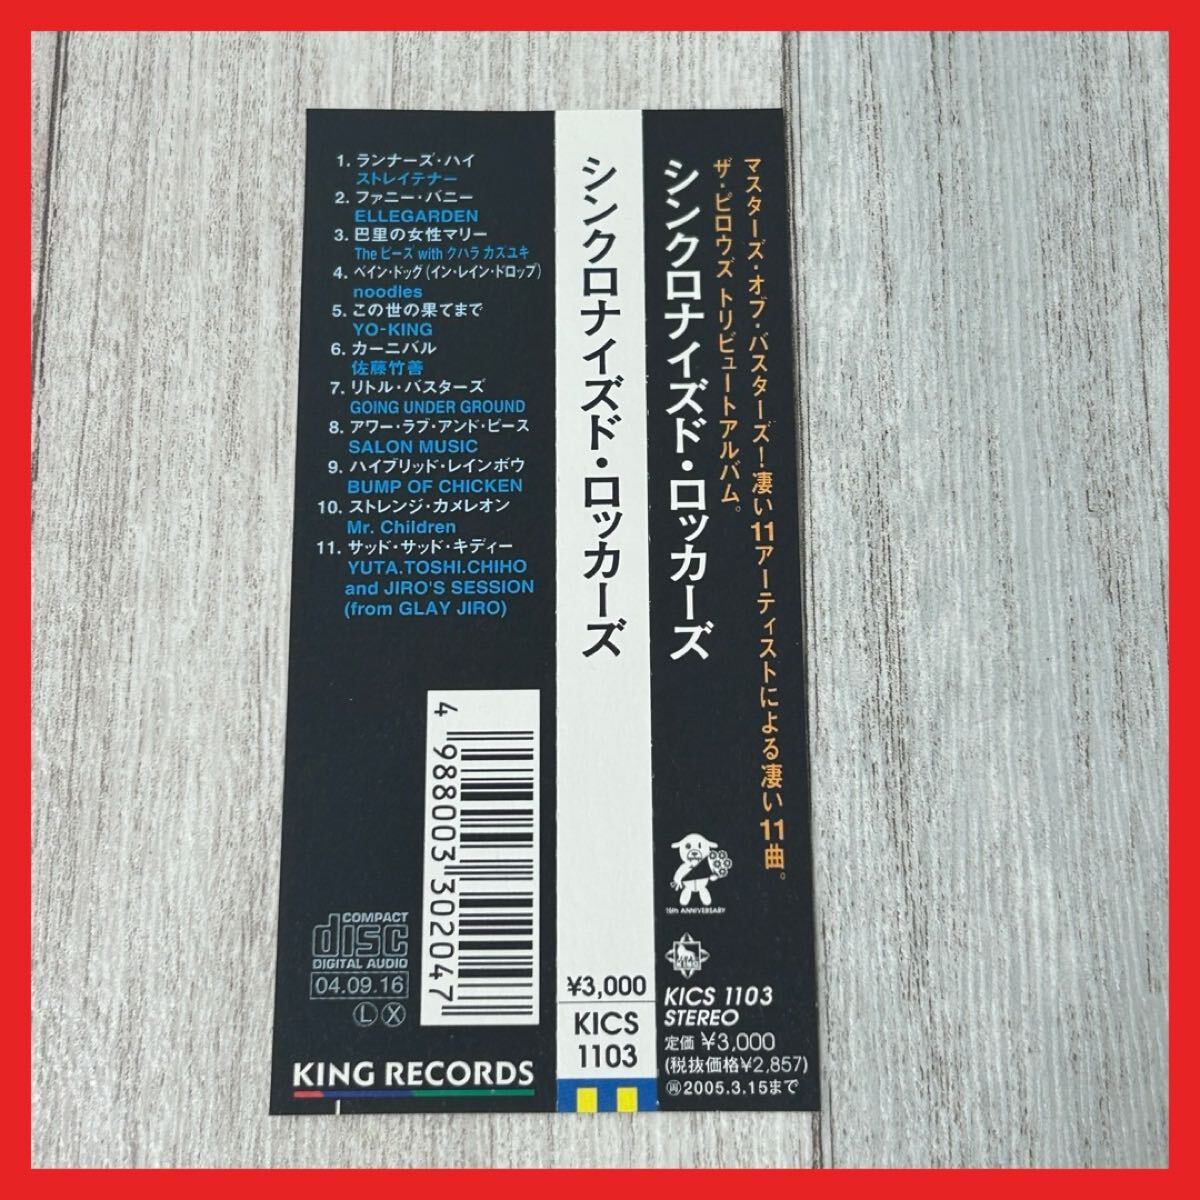 1. ランナーズ・ハイ
ストレイテナー
2. ファニー・バニー
ELLEGARDEN
3. 巴里の女性マリー
The ピーズ with クハラ カズユキ
4. ペイン・ドッグ(イン・レイン・ドロップ)
noodles
5. この世の果てまで
YO-KING
6. カーニバル
佐藤竹善
7. リトル・バスターズ
GOING UNDER GROUND
8. アワー・ラブ・アンド・ピース
SALON MUSIC
9. ハイブリッド・レインボウ
BUMP OF CHICKEN
10. ストレンジ・カメレオン
Mr. Children
11. サッド・サッド・キディー
YUTA.TOSHI.CHIHO
and JIRO'S SESSION
(from GLAY JIRO)
4 988003 302047
COMPACT
disc
DIGITAL AUDIO
04.09.16
L X
KING RECORDS
シンクロナイズド・ロッカーズ
¥3,000
KICS
1103
マスターズ・オブ・バスターズ!凄い11アーティストによる凄い11曲。
ザ・ピロウズ トリビュートアルバム。
シンクロナイズド・ロッカーズ
15th ANNIVERSARY
KICS 1103
STEREO
定価 ¥3,000
(税抜価格¥2,857)
再2005.3.15まで